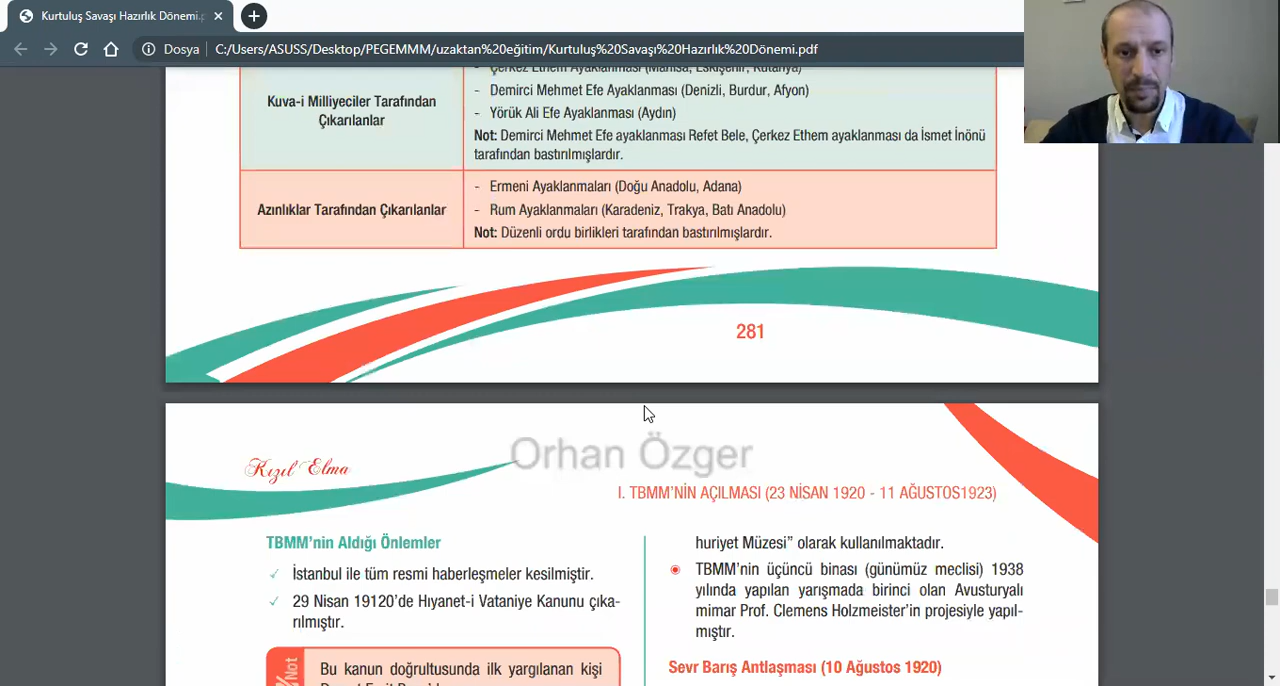 Kurtuluş Savaşı Hazırlık Dönemi.p
Dosya
C:/Users/ASUSS/Desktop/PEGEMMM/uzaktan%20eğitim/Kurtuluş%20Savaşı%20Hazırlık%20Dönemi.pdf
Kuva-i Milliyeciler Tarafından
Çıkarılanlar
- Çerkez Ethem Ayaklanması (Manisa, Eskişehir, Kütahya)
- Demirci Mehmet Efe Ayaklanması (Denizli, Burdur, Afyon)
- Yörük Ali Efe Ayaklanması (Aydın)
Not: Demirci Mehmet Efe ayaklanması Refet Bele, Çerkez Ethem ayaklanması da İsmet İnönü
tarafından bastırılmışlardır.
Azınlıklar Tarafından Çıkarılanlar
- Ermeni Ayaklanmaları (Doğu Anadolu, Adana)
- Rum Ayaklanmaları (Karadeniz, Trakya, Batı Anadolu)
Not: Düzenli ordu birlikleri tarafından bastırılmışlardır.
281
Orhan Özger
Kızıl Elma
I. TBMM'NİN AÇILMASI (23 NİSAN 1920 - 11 AĞUSTOS1923)
TBMM'nin Aldığı Önlemler
İstanbul ile tüm resmi haberleşmeler kesilmiştir.
29 Nisan 19120'de Hıyanet-i Vataniye Kanunu çıka-
rılmıştır.
Not
Bu kanun doğrultusunda ilk yargılanan kişi
huriyet Müzesi" olarak kullanılmaktadır.
TBMM'nin üçüncü binası (günümüz meclisi) 1938
yılında yapılan yarışmada birinci olan Avusturyalı
mimar Prof. Clemens Holzmeister'in projesiyle yapıl-
mıştır.
Sevr Barış Antlaşması (10 Ağustos 1920)